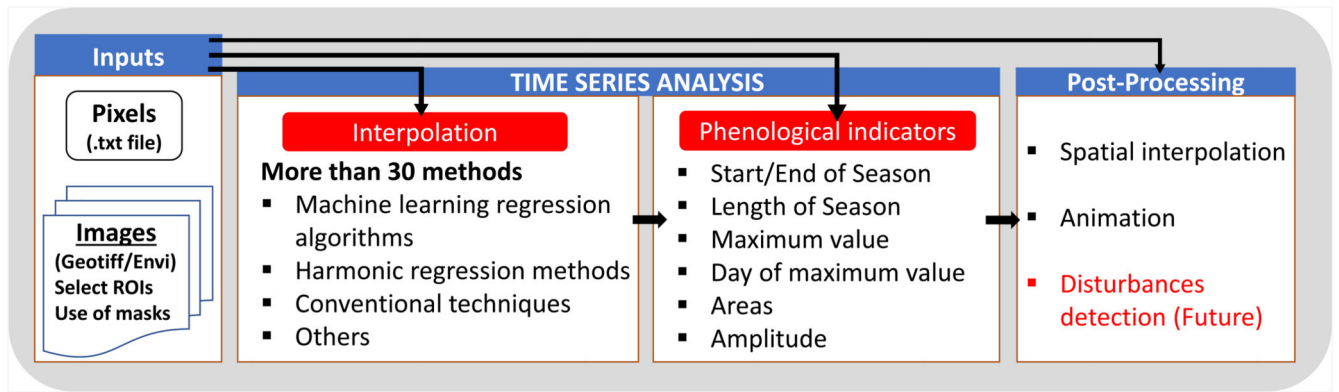 Inputs
Pixels
(.txt file)
Images
(Geotiff/Envi)
Select ROIs
Use of masks
TIME SERIES ANALYSIS
Interpolation
More than 30 methods
▪ Machine learning regression
algorithms
▪ Harmonic regression methods
▪ Conventional techniques
▪ Others
Phenological indicators
▪ Start/End of Season
▪ Length of Season
▪ Maximum value
▪ Day of maximum value
▪ Areas
▪ Amplitude
Post-Processing
▪ Spatial interpolation
▪ Animation
▪ Disturbances
detection (Future)